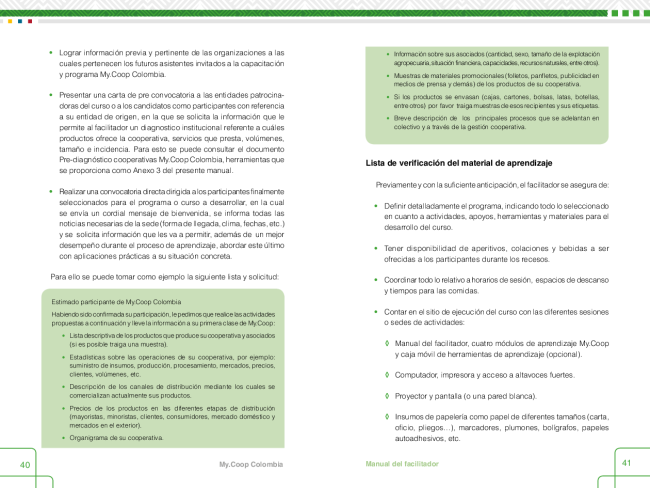 • Lograr información previa y pertinente de las organizaciones a las
cuales pertenecen los futuros asistentes invitados a la capacitación
y programa My.Coop Colombia.
• Presentar una carta de pre convocatoria a las entidades patrocina-
doras del curso o a los candidatos como participantes con referencia
a su entidad de origen, en la que se solicita la información que le
permite al facilitador un diagnostico institucional referente a cuáles
productos ofrece la cooperativa, servicios que presta, volúmenes,
tamaño e incidencia. Para esto se puede consultar el documento
Pre-diagnóstico cooperativas My.Coop Colombia, herramientas que
se proporciona como Anexo 3 del presente manual.
• Realizar una convocatoria directa dirigida a los participantes finalmente
seleccionados para el programa o curso a desarrollar, en la cual
se envía un cordial mensaje de bienvenida, se informa todas las
noticias necesarias de la sede (forma de llegada, clima, fechas, etc.)
y se solicita información que les va a permitir, además de un mejor
desempeño durante el proceso de aprendizaje, abordar este último
con aplicaciones prácticas a su situación concreta.
Para ello se puede tomar como ejemplo la siguiente lista y solicitud:
Estimado participante de My.Coop Colombia
Habiendo sido confirmada su participación, le pedimos que realice las actividades
propuestas a continuación y lleve la información a su primera clase de My.Coop:
• Lista descriptiva de los productos que produce su cooperativa y asociados
(si es posible traiga una muestra).
• Estadísticas sobre las operaciones de su cooperativa, por ejemplo:
suministro de insumos, producción, procesamiento, mercados, precios,
clientes, volúmenes, etc.
• Descripción de los canales de distribución mediante los cuales se
comercializan actualmente sus productos.
• Precios de los productos en las diferentes etapas de distribución
(mayoristas, minoristas, clientes, consumidores, mercado doméstico y
mercados en el exterior).
• Organigrama de su cooperativa.
40
My.Coop Colombia
• Información sobre sus asociados (cantidad, sexo, tamaño de la explotación
agropecuaria, situación financiera, capacidades, recursos naturales, entre otros).
• Muestras de materiales promocionales (folletos, panfletos, publicidad en
medios de prensa y demás) de los productos de su cooperativa.
• Si los productos se envasan (cajas, cartones, bolsas, latas, botellas,
entre otros) por favor traiga muestras de esos recipientes y sus etiquetas.
• Breve descripción de los principales procesos que se adelantan en
colectivo y a través de la gestión cooperativa.
Lista de verificación del material de aprendizaje
Previamente y con la suficiente anticipación, el facilitador se asegura de:
• Definir detalladamente el programa, indicando todo lo seleccionado
en cuanto a actividades, apoyos, herramientas y materiales para el
desarrollo del curso.
• Tener disponibilidad de aperitivos, colaciones y bebidas a ser
ofrecidas a los participantes durante los recesos.
• Coordinar todo lo relativo a horarios de sesión, espacios de descanso
y tiempos para las comidas.
• Contar en el sitio de ejecución del curso con las diferentes sesiones
o sedes de actividades:
◊ Manual del facilitador, cuatro módulos de aprendizaje My.Coop
y caja móvil de herramientas de aprendizaje (opcional).
◊ Computador, impresora y acceso a altavoces fuertes.
◊ Proyector y pantalla (o una pared blanca).
◊ Insumos de papelería como papel de diferentes tamaños (carta,
oficio, pliegos…), marcadores, plumones, bolígrafos, papeles
autoadhesivos, etc.
Manual del facilitador
41